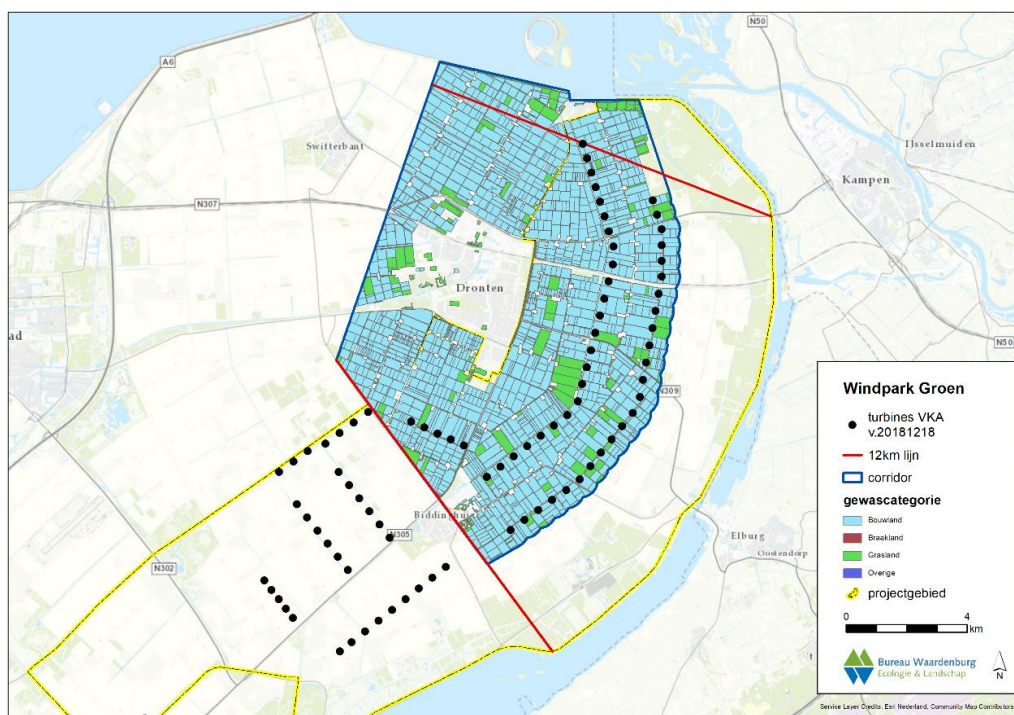 N50
A6
IJsselmuiden
Swifterbant
Kampen
N307
Dronten
ad
N50
N309
Biddinghui
N305
N302
Elburg
Oostendorp
't
Windpark Groen
turbines VKA
v.20181218
12km lijn
corridor
gewascategorie
Bouwland
Braakland
Grasland
Overige
projectgebied
0 4
km
Bureau Waardenburg
Ecologie & Landschap
N
Service Layer Credits: Esri Nederland, Community Map Contributors